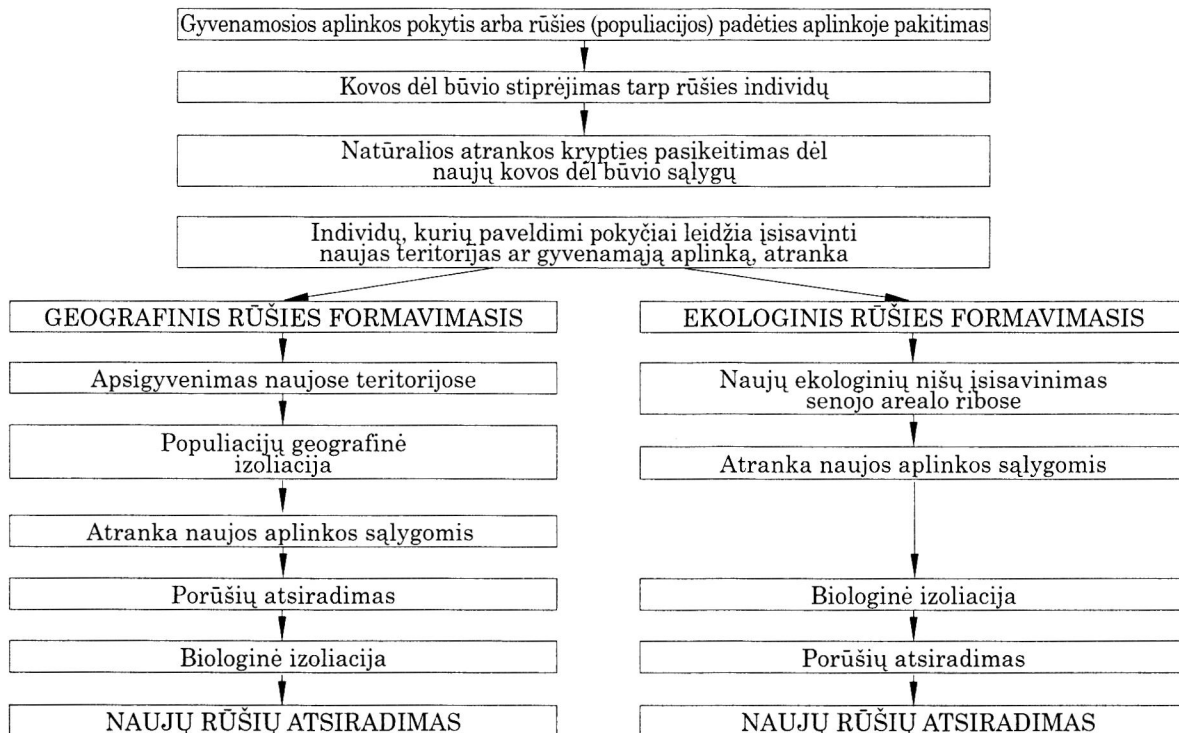 Gyvenamosios aplinkos pokytis arba rūšies (populiacijos) padėties aplinkoje pakitimas
Kovos dėl būvio stiprėjimas tarp rūšies individų
Natūralios atrankos krypties pasikeitimas dėl
naujų kovos dėl būvio sąlygų
Individų, kurių paveldimi pokyčiai leidžia įsisavinti
naujas teritorijas ar gyvenamąją aplinką, atranka
GEOGRAFINIS RŪŠIES FORMAVIMASIS
Apsigyvenimas naujose teritorijose
Populiacijų geografinė
izoliacija
Atranka naujos aplinkos sąlygomis
Porūšių atsiradimas
Biologinė izoliacija
NAUJŲ RŪŠIŲ ATSIRADIMAS
EKOLOGINIS RŪŠIES FORMAVIMASIS
Naujų ekologinių nišų įsisavinimas
senojo arealo ribose
Atranka naujos aplinkos sąlygomis
Biologinė izoliacija
Porūšių atsiradimas
NAUJŲ RŪŠIŲ ATSIRADIMAS